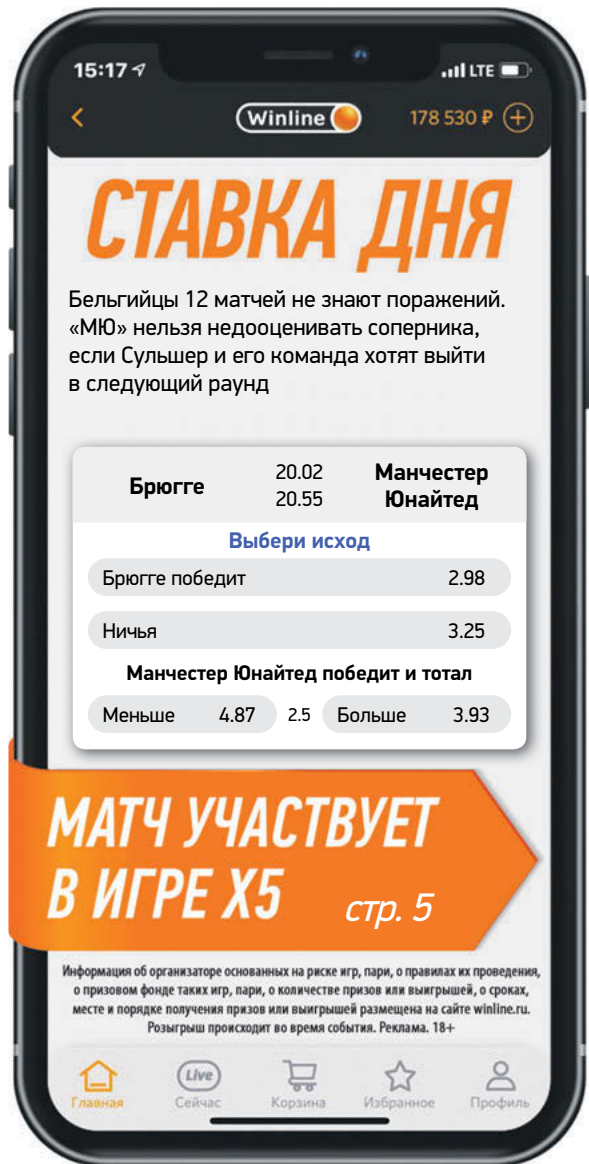 15:17
LTE
Winline
178 530 ₽
СТАВКА ДНЯ
Бельгийцы 12 матчей не знают поражений.
«МЮ» нельзя недооценивать соперника,
если Сульшер и его команда хотят выйти
в следующий раунд
Брюгге 20.02 Манчестер
20.55 Юнайтед
Выбери исход
Брюгге победит 2.98
Ничья 3.25
Манчестер Юнайтед победит и тотал
Меньше 4.87 2.5 Больше 3.93
МАТЧ УЧАСТВУЕТ
В ИГРЕ Х5 стр. 5
Информация об организаторе основанных на риске игр, пари, о правилах их проведения,
о призовом фонде таких игр, пари, о количестве призов или выигрышей, о сроках,
месте и порядке получения призов или выигрышей размещена на сайте winline.ru.
Розыгрыш происходит во время события. Реклама. 18+
Live
Главная Сейчас Корзина Избранное Профиль